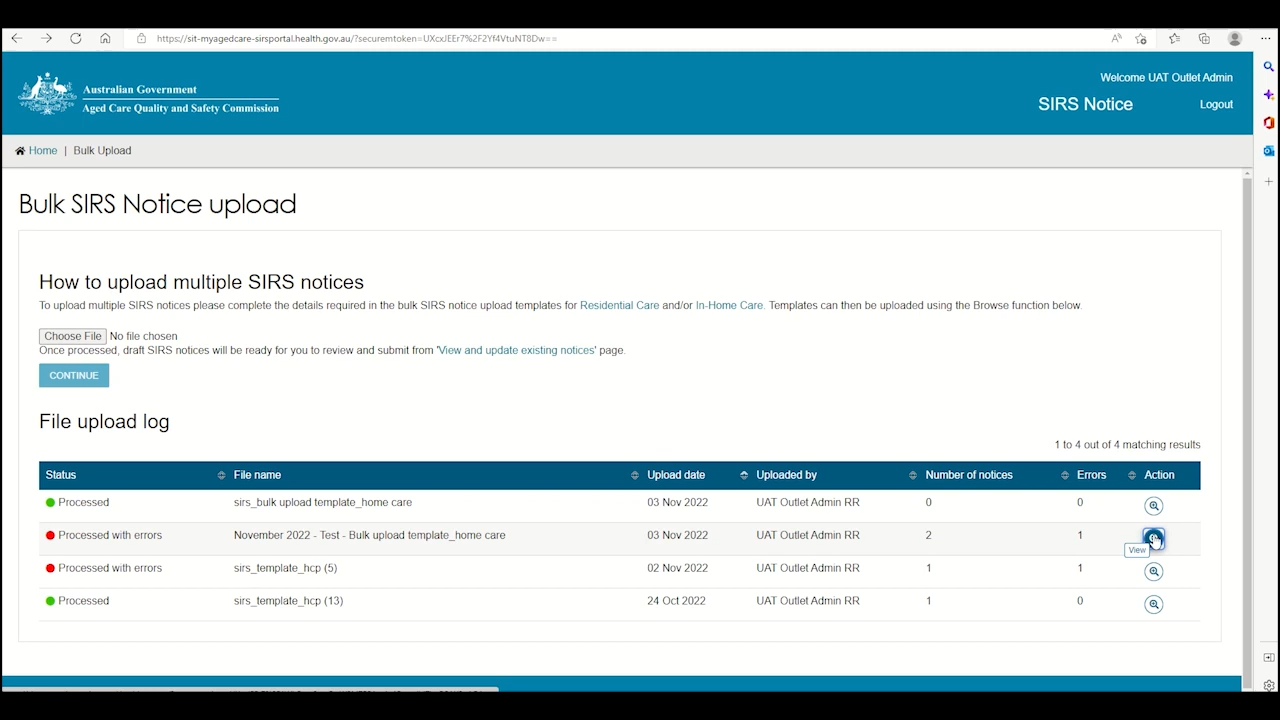 https://sit-myagedcare-sirsportal.health.gov.au/?securemtoken=UXcxJEEr7%2F2Yf4VtuNT8Dw==
Australian Government
Aged Care Quality and Safety Commission
Welcome UAT Outlet Admin
SIRS Notice
Logout
Home | Bulk Upload
Bulk SIRS Notice upload
How to upload multiple SIRS notices
To upload multiple SIRS notices please complete the details required in the bulk SIRS notice upload templates for Residential Care and/or In-Home Care. Templates can then be uploaded using the Browse function below.
Choose File No file chosen
Once processed, draft SIRS notices will be ready for you to review and submit from 'View and update existing notices' page.
CONTINUE
File upload log
1 to 4 out of 4 matching results
Status File name Upload date Uploaded by Number of notices Errors Action
Processed sirs_bulk upload template_home care 03 Nov 2022 UAT Outlet Admin RR 0 0
Processed with errors November 2022 - Test - Bulk upload template_home care 03 Nov 2022 UAT Outlet Admin RR 2 1
View
Processed with errors sirs_template_hcp (5) 02 Nov 2022 UAT Outlet Admin RR 1 1
Processed sirs_template_hcp (13) 24 Oct 2022 UAT Outlet Admin RR 1 0